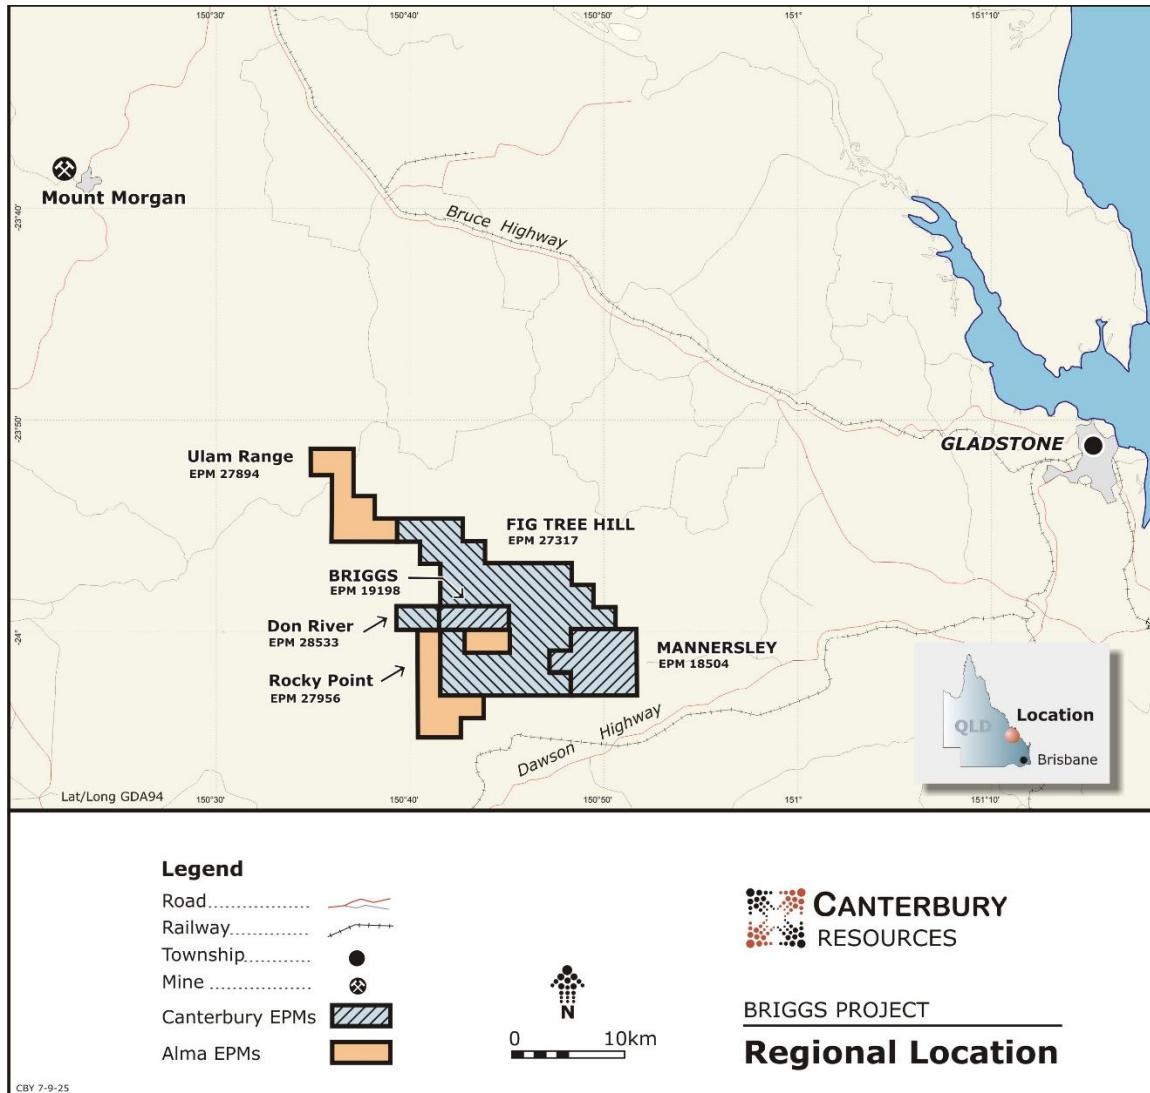 150°30'
150°40'
150°50'
151°
151°10'
Mount Morgan
-23°40'
Bruce Highway
-23°50'
GLADSTONE
Ulam Range
EPM 27894
FIG TREE HILL
EPM 27317
BRIGGS
EPM 19198
Don River
EPM 28533
-24°
MANNERSLEY
EPM 18504
Rocky Point
EPM 27956
Dawson Highway
QLD
Location
Brisbane
Lat/Long GDA94
150°30'
150°40'
150°50'
151°
151°10'
Legend
Road
Railway
Township
Mine
Canterbury EPMs
Alma EPMs
N
0 10km
CANTERBURY
RESOURCES
BRIGGS PROJECT
Regional Location
CBY 7-9-25